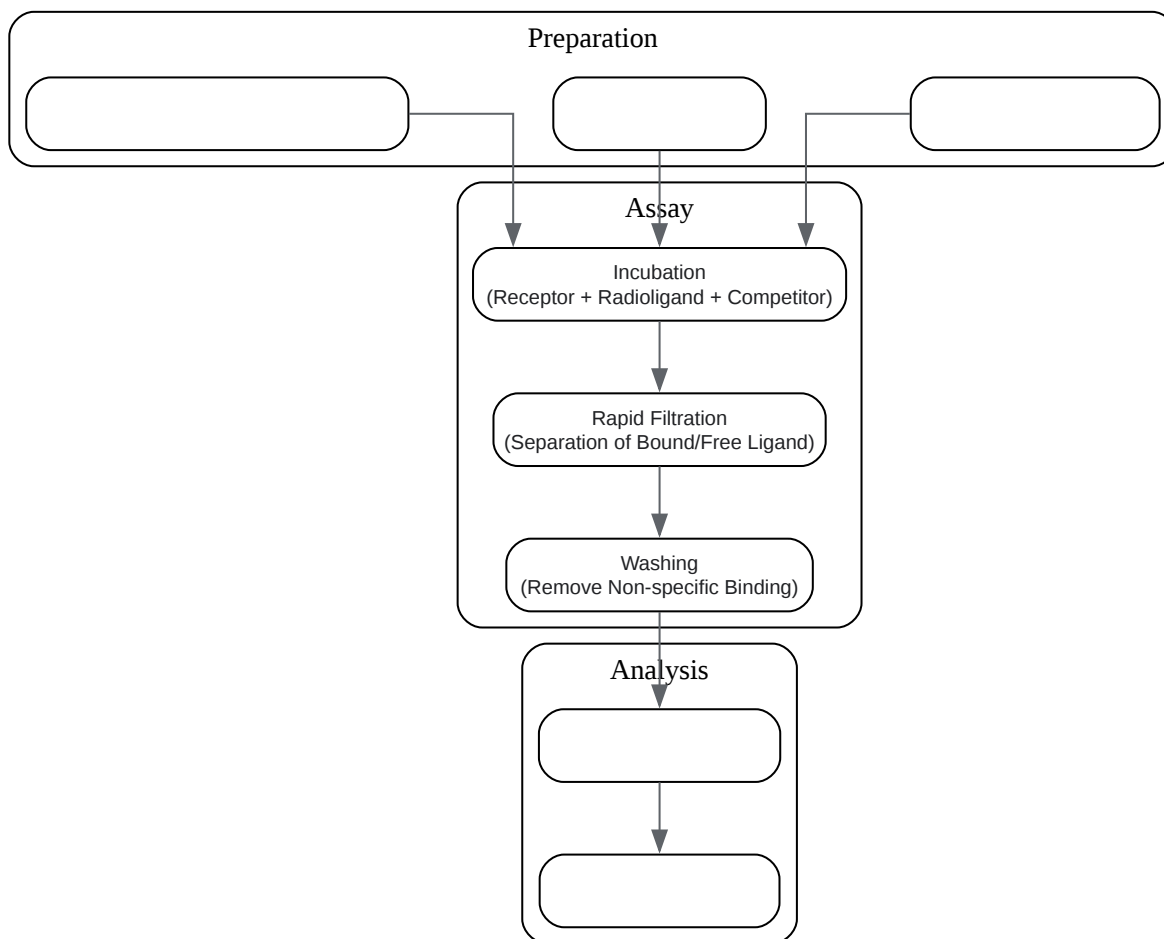 Preparation
Assay
Incubation
(Receptor + Radioligand + Competitor)
Rapid Filtration
(Separation of Bound/Free Ligand)
Washing
(Remove Non-specific Binding)
Analysis